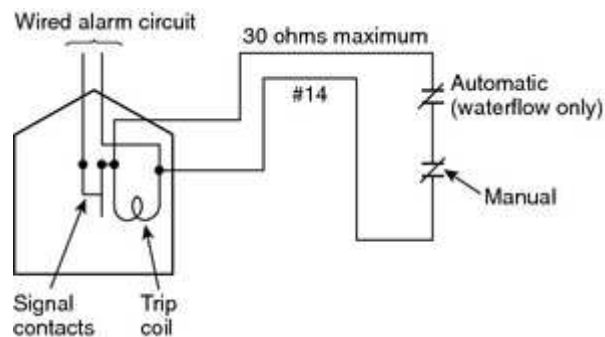 Wired alarm circuit
30 ohms maximum
#14
Automatic
(waterflow only)
Manual
Signal
contacts
Trip
coil